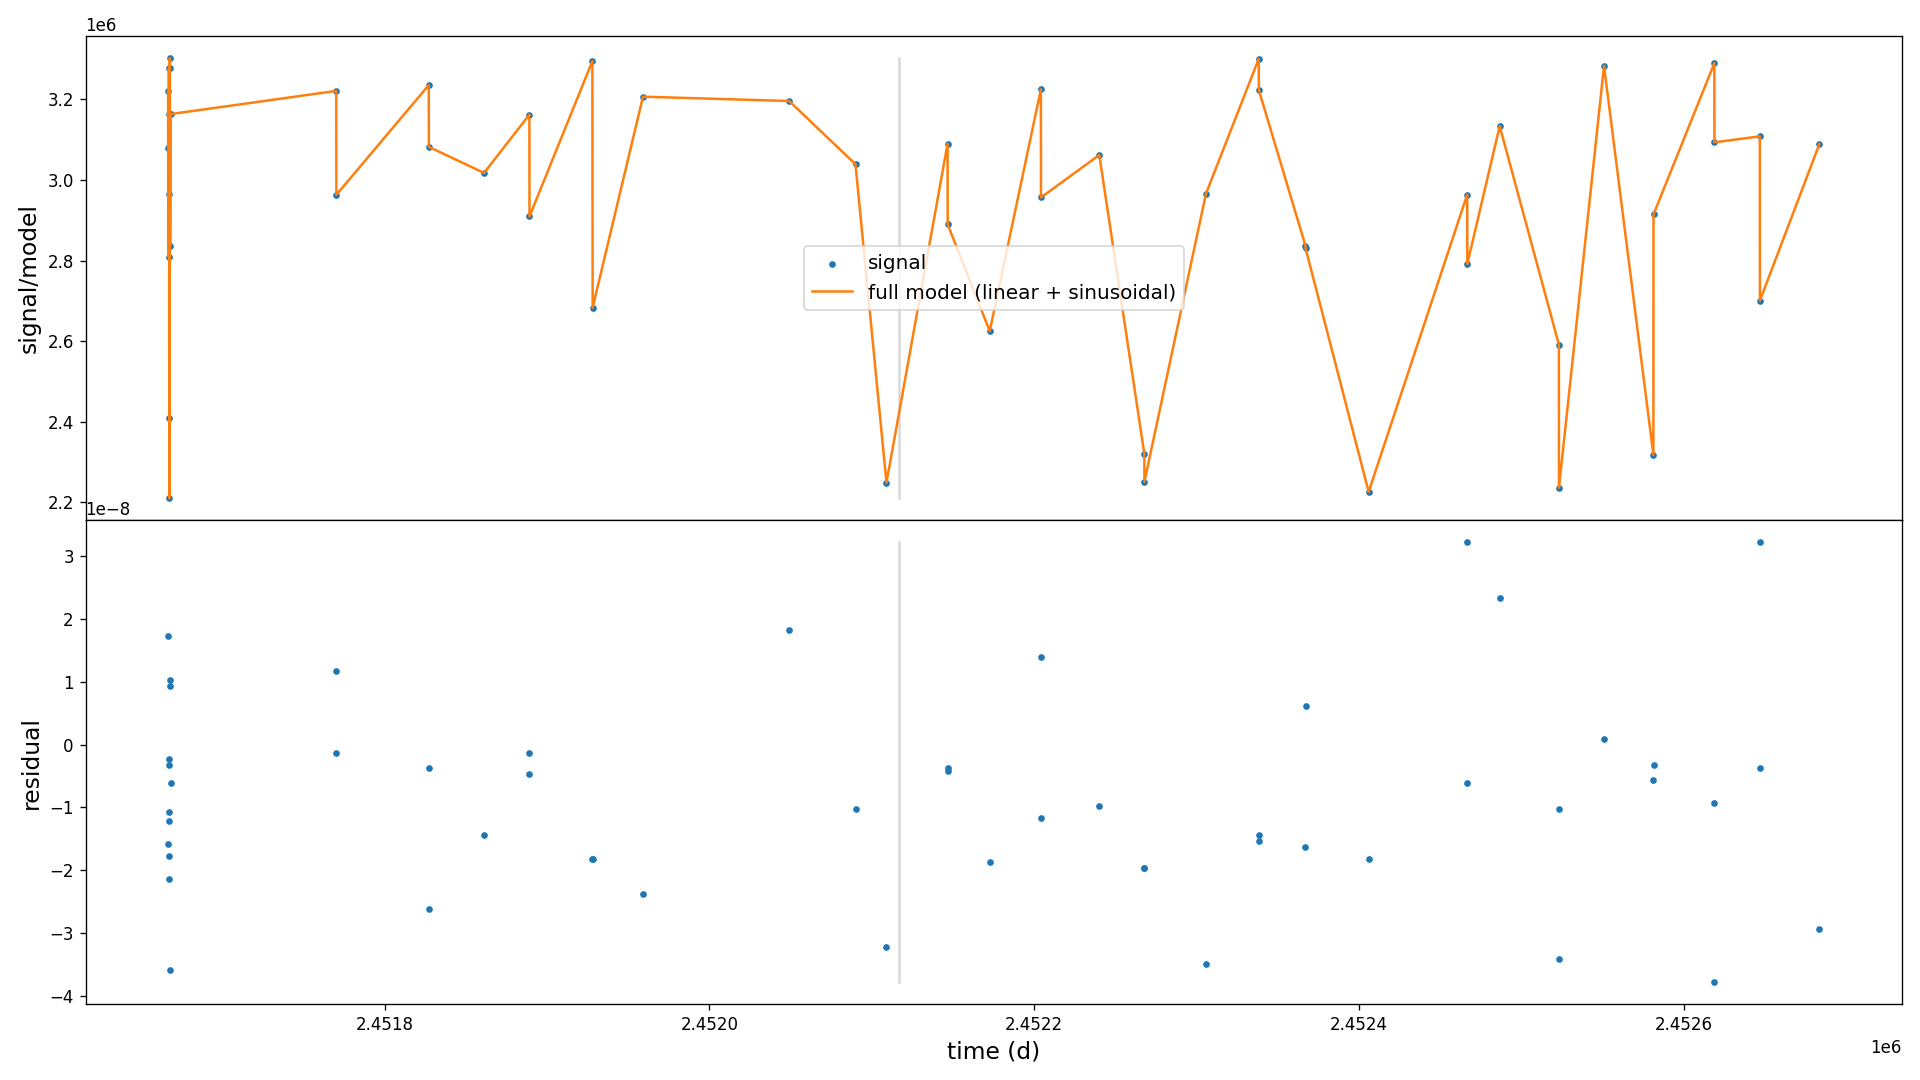 1e6
3.2
3.0
2.8
2.6
2.4
2.2
signal/model
signal
full model (linear + sinusoidal)
1e−8
3
2
1
0
−1
−2
−3
−4
residual
2.4518 2.4520 2.4522 2.4524 2.4526
1e6
time (d)